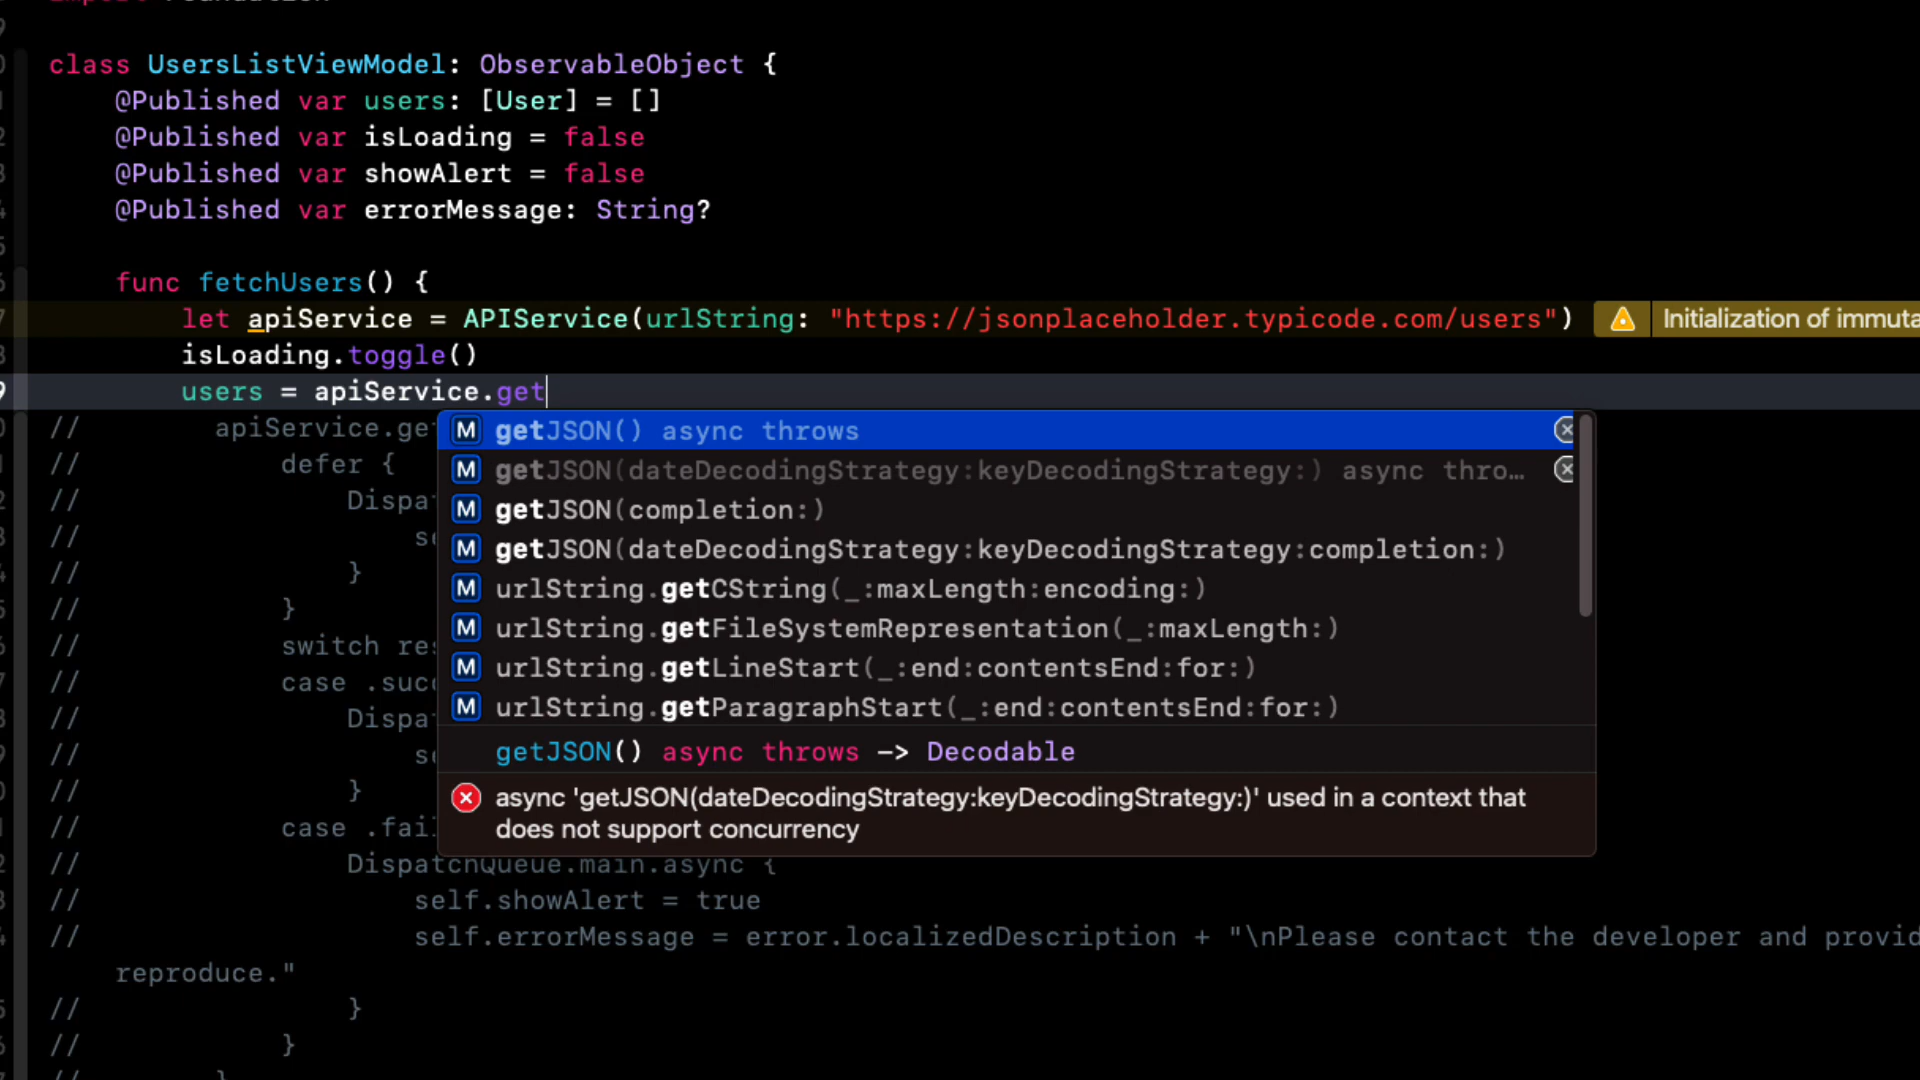 class UsersListViewModel: ObservableObject {
@Published var users: [User] = []
@Published var isLoading = false
@Published var showAlert = false
@Published var errorMessage: String?
func fetchUsers() {
let apiService = APIService(urlString: "https://jsonplaceholder.typicode.com/users") Initialization of immuta
isLoading.toggle()
users = apiService.get
// apiService.ge
getJSON() async throws
// defer {
getJSON(dateDecodingStrategy:keyDecodingStrategy:) async thro...
// Dispa
getJSON(completion:)
// se
getJSON(dateDecodingStrategy:keyDecodingStrategy:completion:)
// }
urlString.getCString(_:maxLength:encoding:)
// }
urlString.getFileSystemRepresentation(_:maxLength:)
// switch res
urlString.getLineStart(_:end:contentsEnd:for:)
// case .succ
urlString.getParagraphStart(_:end:contentsEnd:for:)
// Dispa
getJSON() async throws -> Decodable
// se
// }
async 'getJSON(dateDecodingStrategy:keyDecodingStrategy:)' used in a context that
does not support concurrency
// case .fail
// DispatchQueue.main.async {
// self.showAlert = true
// self.errorMessage = error.localizedDescription + "\nPlease contact the developer and provid
reproduce."
// }
// }
// }